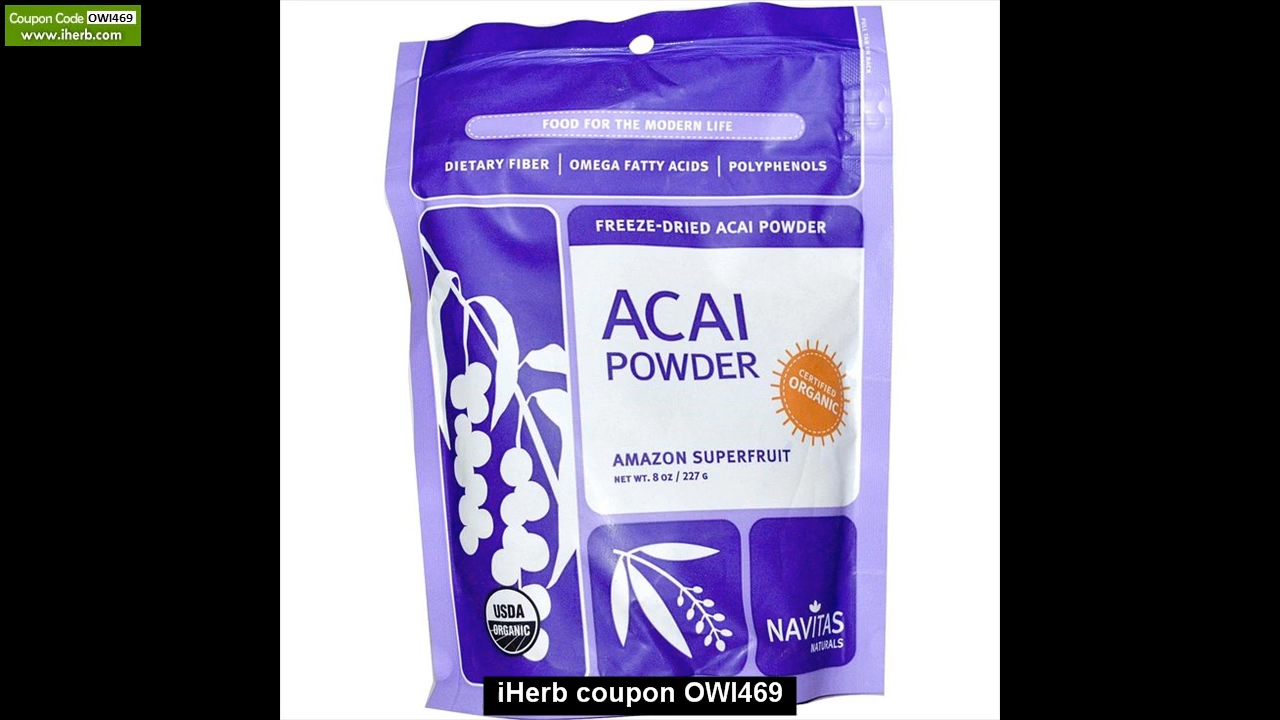 Coupon Code OWI469
www.iherb.com
FOOD FOR THE MODERN LIFE
DIETARY FIBER | OMEGA FATTY ACIDS | POLYPHENOLS
FREEZE-DRIED ACAI POWDER
ACAI
POWDER
CERTIFIED
ORGANIC
AMAZON SUPERFRUIT
NET WT. 8 OZ / 227 G
USDA
ORGANIC
NAVITAS
NATURALS
iHerb coupon OWI469